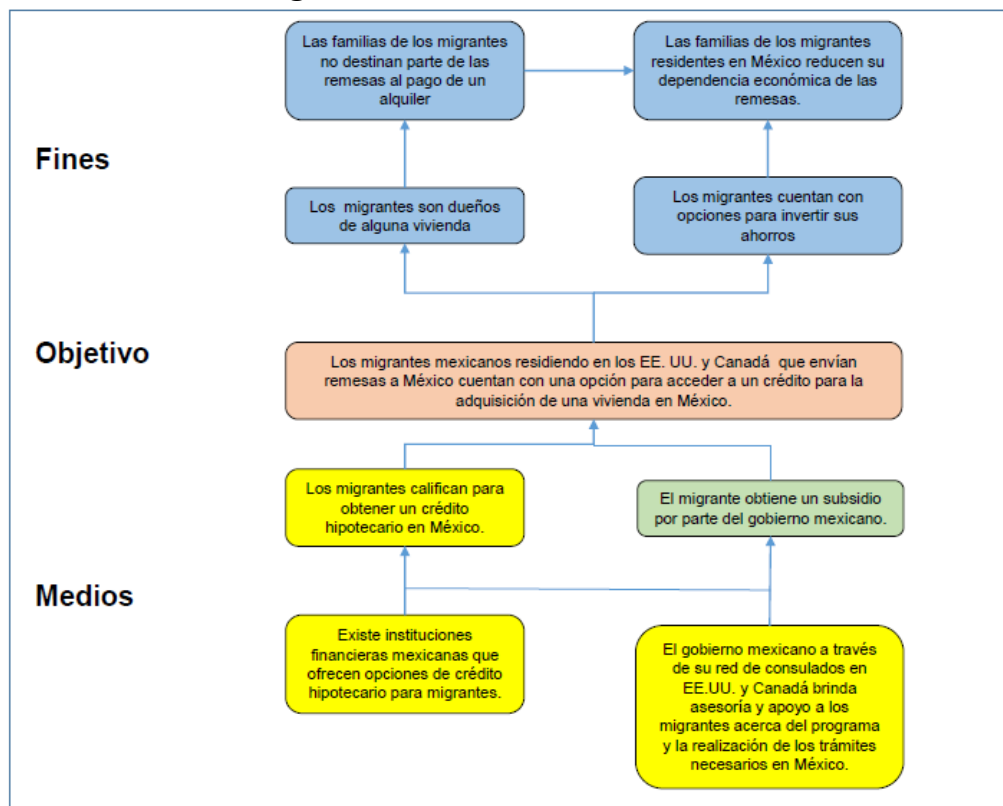 Las familias de los migrantes
no destinan parte de las
remesas al pago de un
alquiler
Las familias de los migrantes
residentes en México reducen su
dependencia económica de las
remesas.
Fines
Los migrantes son dueños
de alguna vivienda
Los migrantes cuentan con
opciones para invertir sus
ahorros
Objetivo
Los migrantes mexicanos residiendo en los EE. UU. y Canadá que envían
remesas a México cuentan con una opción para acceder a un crédito para la
adquisición de una vivienda en México.
Los migrantes califican para
obtener un crédito
hipotecario en México.
El migrante obtiene un subsidio
por parte del gobierno mexicano.
Medios
Existe instituciones
financieras mexicanas que
ofrecen opciones de crédito
hipotecario para migrantes.
El gobierno mexicano a través
de su red de consulados en
EE.UU. y Canadá brinda
asesoría y apoyo a los
migrantes acerca del programa
y la realización de los trámites
necesarios en México.